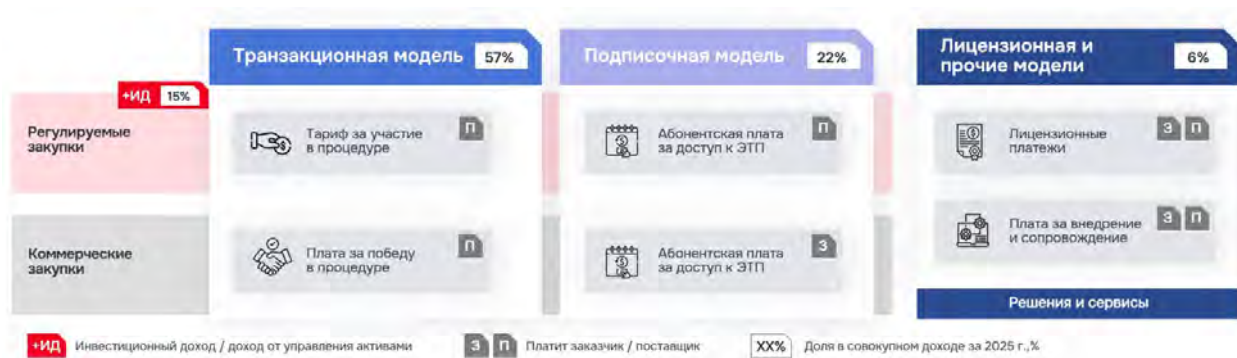 Транзакционная модель 57%
Подписочная модель 22%
Лицензионная и
прочие модели 6%
+ИД 15%
Регулируемые
закупки
Тариф за участие
в процедуре
П
Абонентская плата
за доступ к ЭТП
П
Лицензионные
платежи
З П
Коммерческие
закупки
Плата за победу
в процедуре
П
Абонентская плата
за доступ к ЭТП
З
Плата за внедрение
и сопровождение
З П
Решения и сервисы
+ИД Инвестиционный доход / доход от управления активами
З П Платит заказчик / поставщик
XX% Доля в совокупном доходе за 2025 г.,%